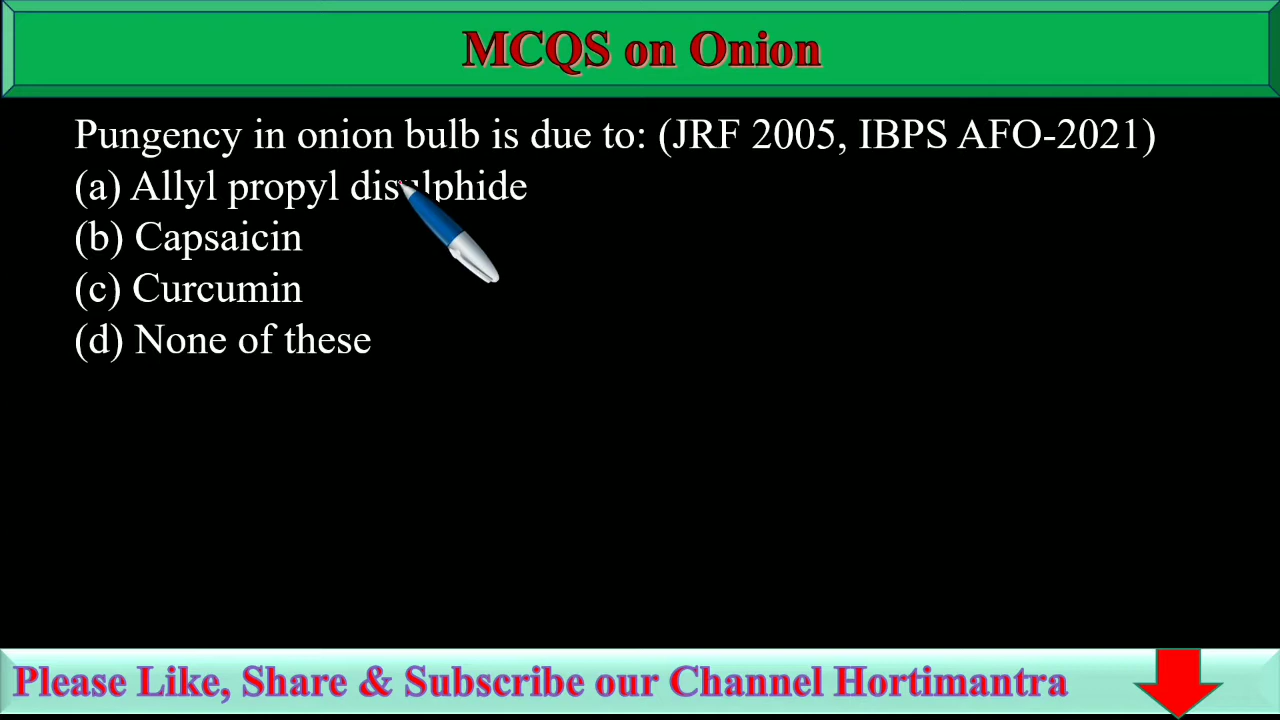 MCQS on Onion
Pungency in onion bulb is due to: (JRF 2005, IBPS AFO-2021)
(a) Allyl propyl disulphide
(b) Capsaicin
(c) Curcumin
(d) None of these
Please Like, Share & Subscribe our Channel Hortimantra